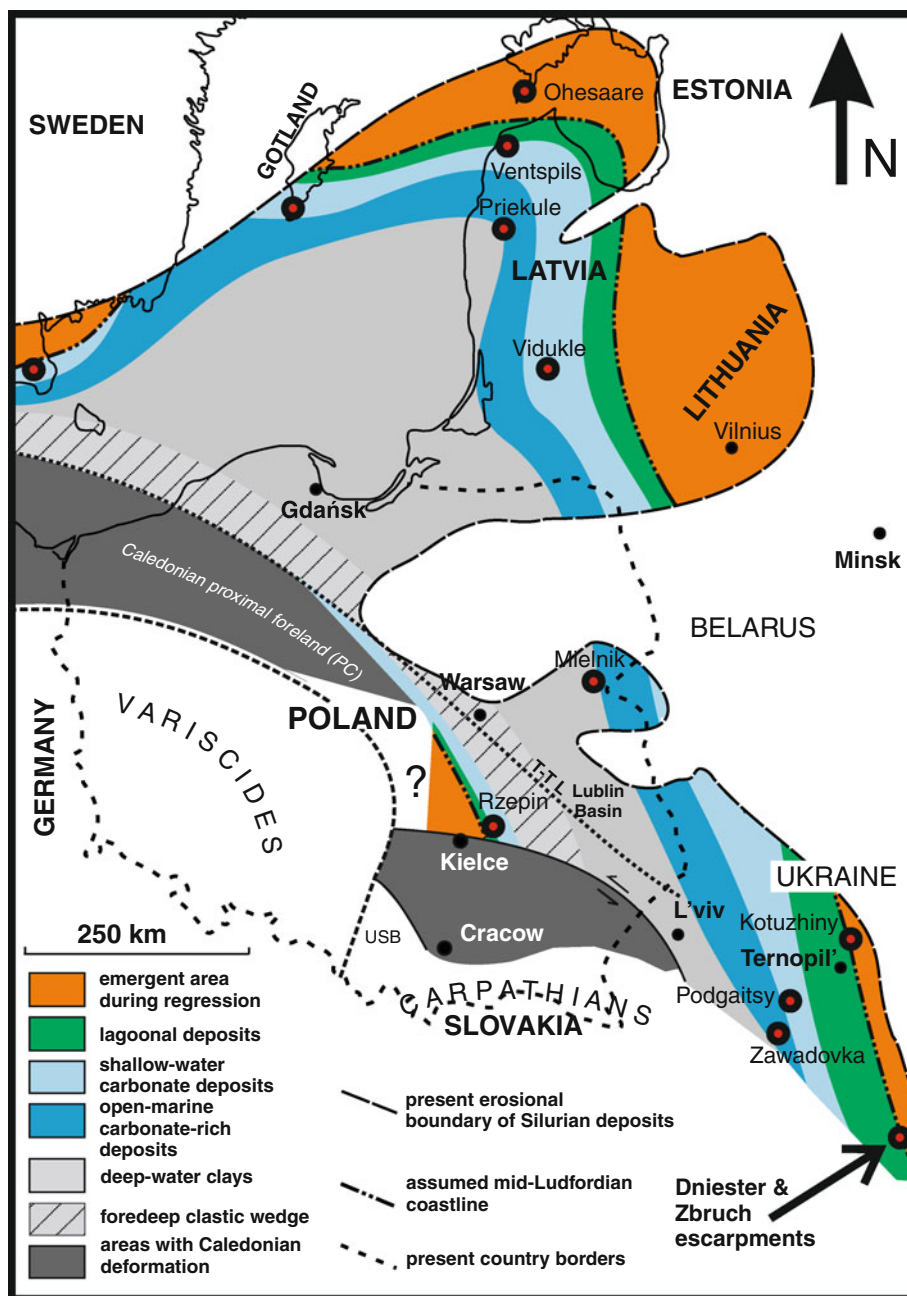 SWEDEN
GOTLAND
Ohesaare
ESTONIA
N
Ventspils
Priekule
LATVIA
Vidukle
LITHUANIA
Vilnius
Gdańsk
Minsk
Caledonian proximal foreland (PC)
BELARUS
Mielnik
Warsaw
GERMANY
VARISCIDES
POLAND
?
T-T L
Lublin
Basin
Rzepin
Kielce
UKRAINE
L'viv
Kotuzhiny
Ternopil'
250 km
USB
Cracow
Podgaitsy
CARPATHIANS
SLOVAKIA
Zawadovka
emergent area
during regression
lagoonal deposits
shallow-water
carbonate deposits
open-marine
carbonate-rich
deposits
deep-water clays
foredeep clastic wedge
areas with Caledonian
deformation
present erosional
boundary of Silurian deposits
assumed mid-Ludfordian
coastline
present country borders
Dniester &
Zbruch
escarpments